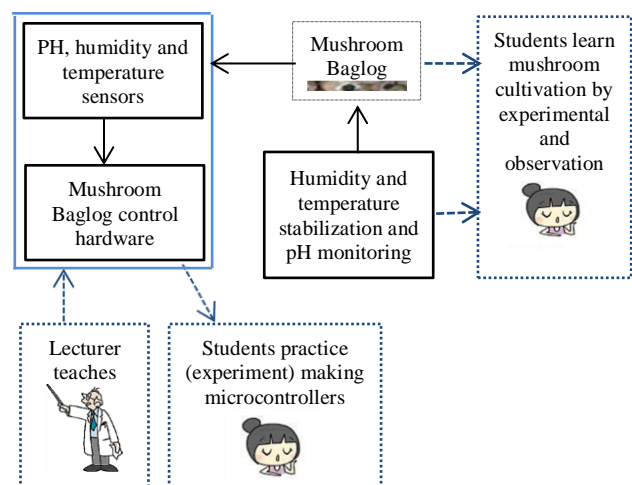 PH, humidity and
temperature
sensors
Mushroom
Baglog control
hardware
Mushroom
Baglog
Humidity and
temperature
stabilization and
pH monitoring
Students learn
mushroom
cultivation by
experimental
and
observation
Lecturer
teaches
Students practice
(experiment) making
microcontrollers